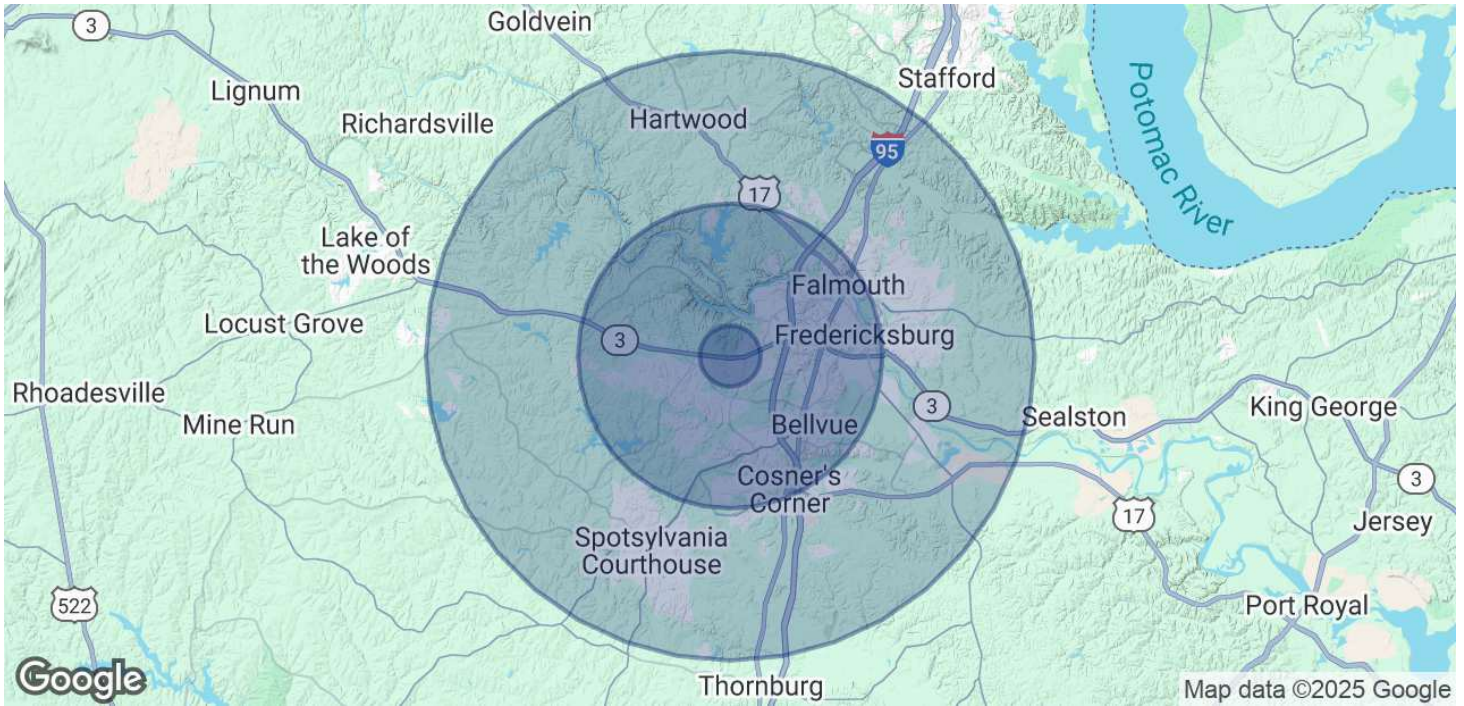 Goldvein
3
Stafford
Lignum
Hartwood
Richardsville
95
Potomac River
17
Lake of
the Woods
Falmouth
Locust Grove
3
Fredericksburg
Rhoadesville
3
King George
Mine Run
Bellvue
Sealston
Cosner's
Corner
3
17
Jersey
Spotsylvania
Courthouse
522
Port Royal
Google
Thornburg
Map data ©2025 Google